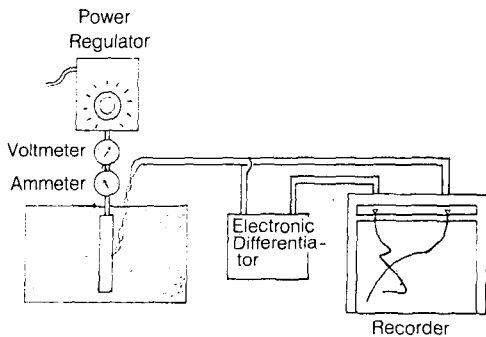 Power
Regulator
Voltmeter
Ammeter
Electronic
Differentia-
tor
Recorder